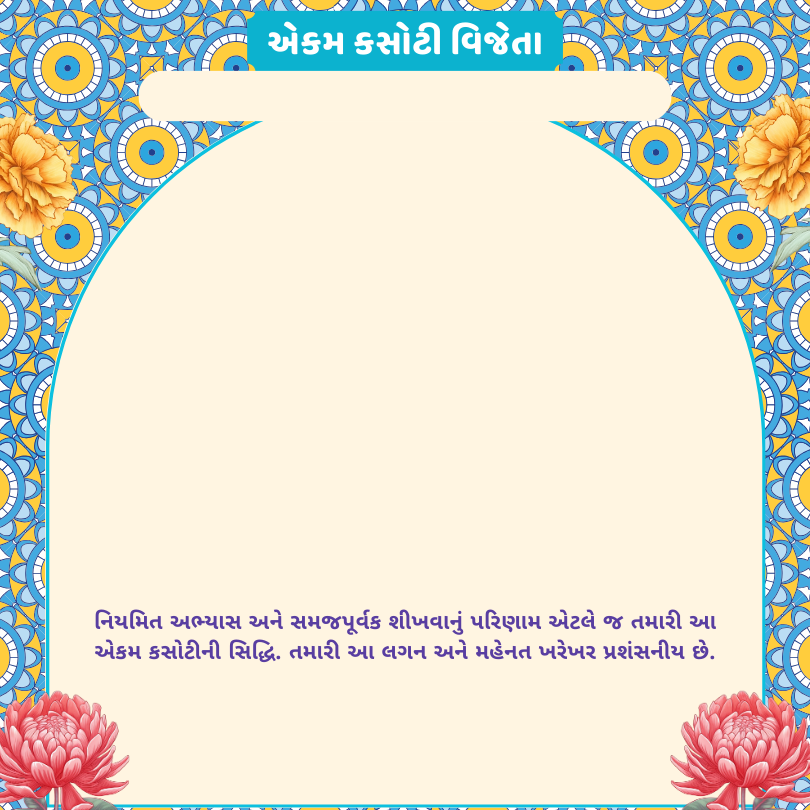 એકમ કસોટી વિજેતા
નિયમિત અભ્યાસ અને સમજપૂર્વક શીખવાનું પરિણામ એટલે જ તમારી આ
એકમ કસોટીની સિદ્ધિ. તમારી આ લગન અને મહેનત ખરેખર પ્રશંસનીય છે.